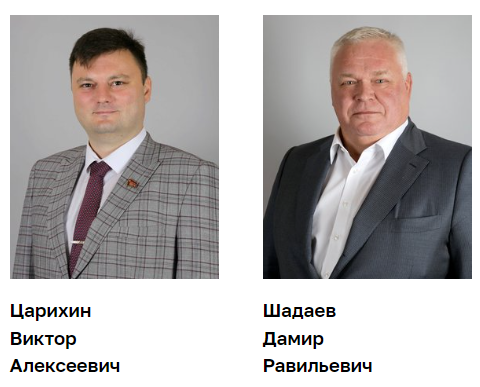 Царихин
Виктор
Алексеевич
Шадаев
Дамир
Равильевич